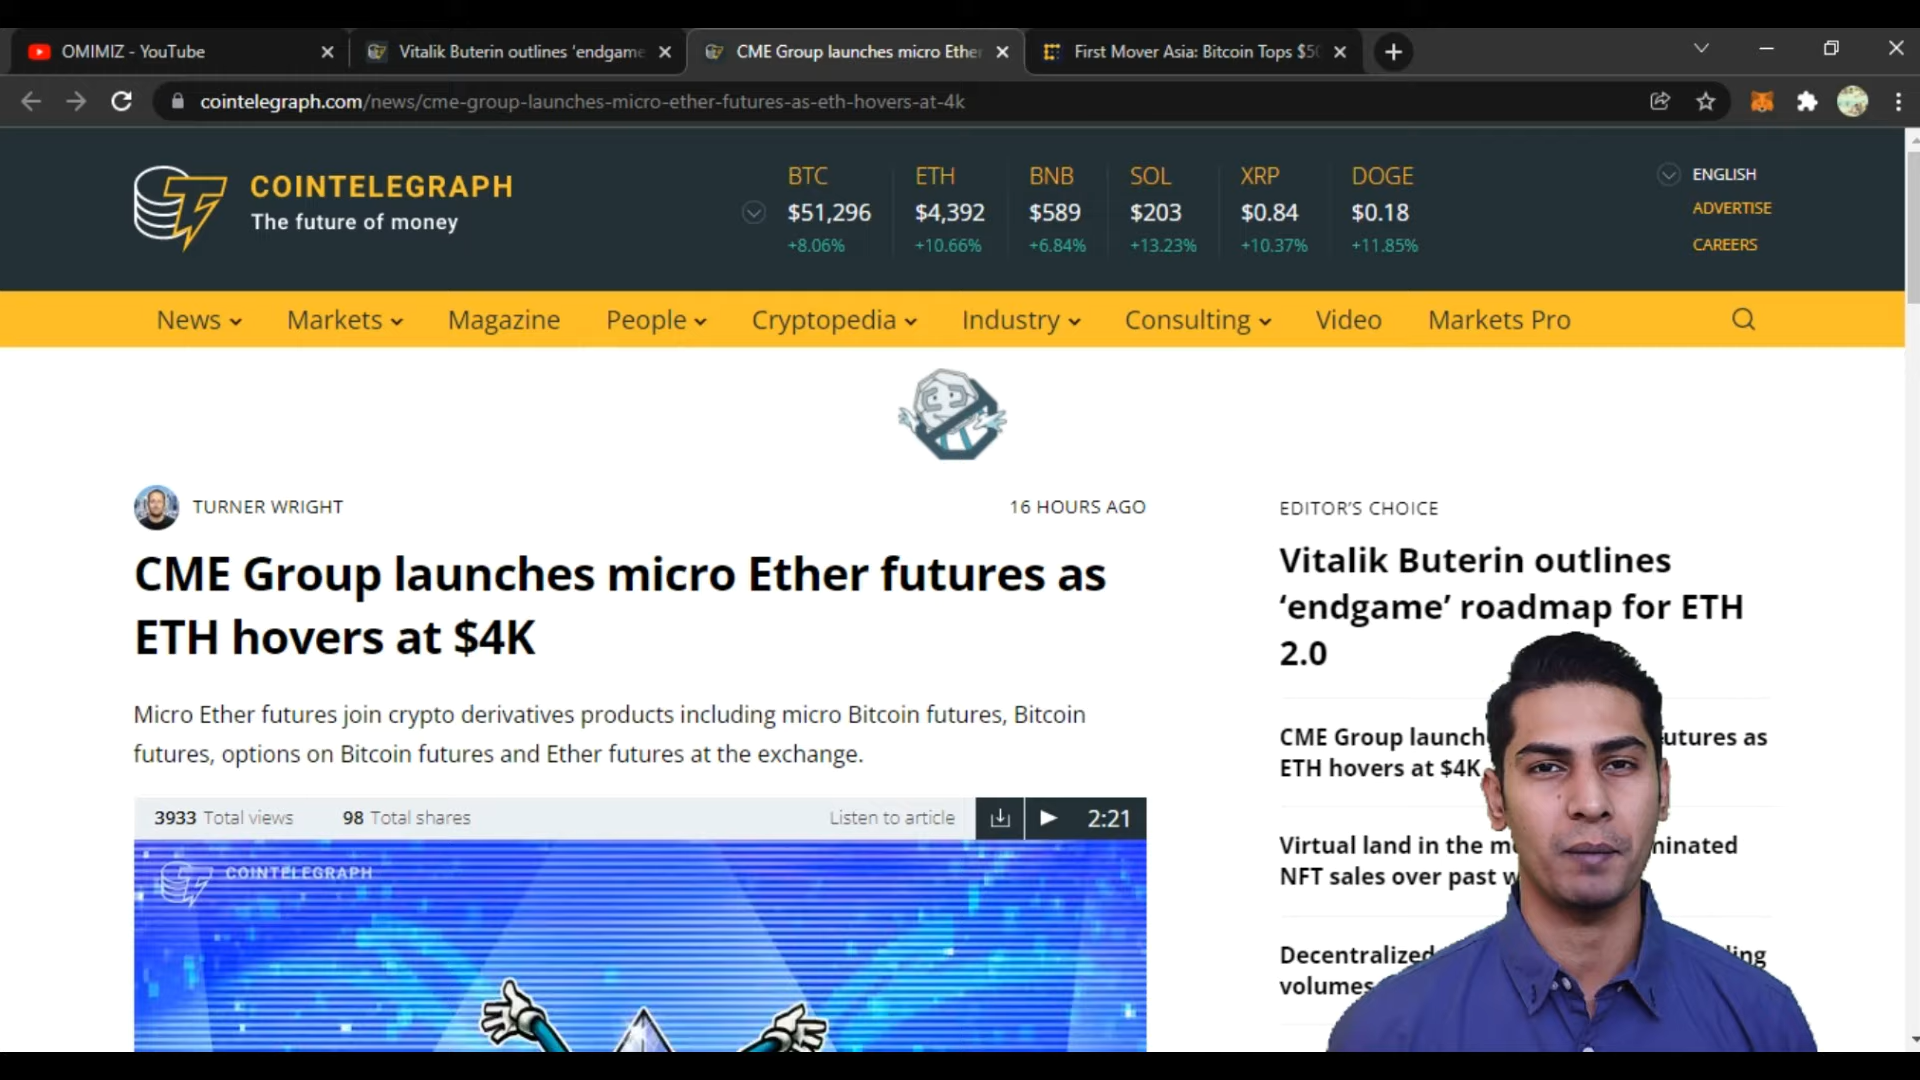 OMIMIZ - YouTube
Vitalik Buterin outlines 'endgame
CME Group launches micro Ether
First Mover Asia: Bitcoin Tops $50
cointelegraph.com/news/cme-group-launches-micro-ether-futures-as-eth-hovers-at-4k
COINTELEGRAPH
The future of money
BTC ETH BNB SOL XRP DOGE
$51,296 $4,392 $589 $203 $0.84 $0.18
+8.06% +10.66% +6.84% +13.23% +10.37% +11.85%
ENGLISH
ADVERTISE
CAREERS
News Markets Magazine People Cryptopedia Industry Consulting Video Markets Pro
TURNER WRIGHT
16 HOURS AGO
CME Group launches micro Ether futures as
ETH hovers at $4K
Micro Ether futures join crypto derivatives products including micro Bitcoin futures, Bitcoin
futures, options on Bitcoin futures and Ether futures at the exchange.
3933 Total views 98 Total shares Listen to article 2:21
COINTELEGRAPH
EDITOR'S CHOICE
Vitalik Buterin outlines
‘endgame’ roadmap for ETH
2.0
CME Group launch utures as
ETH hovers at $4K
Virtual land in the m minated
NFT sales over past w
Decentralized ing
volumes